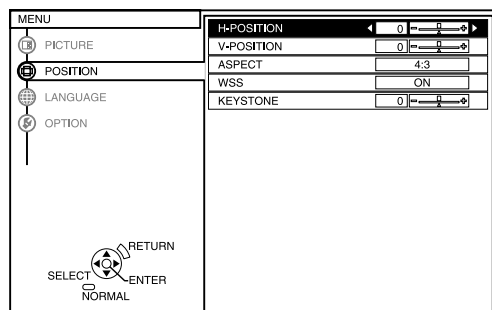 MENU
PICTURE
POSITION
LANGUAGE
OPTION
RETURN
SELECT
ENTER
NORMAL
H-POSITION 0
V-POSITION 0
ASPECT 4:3
WSS ON
KEYSTONE 0